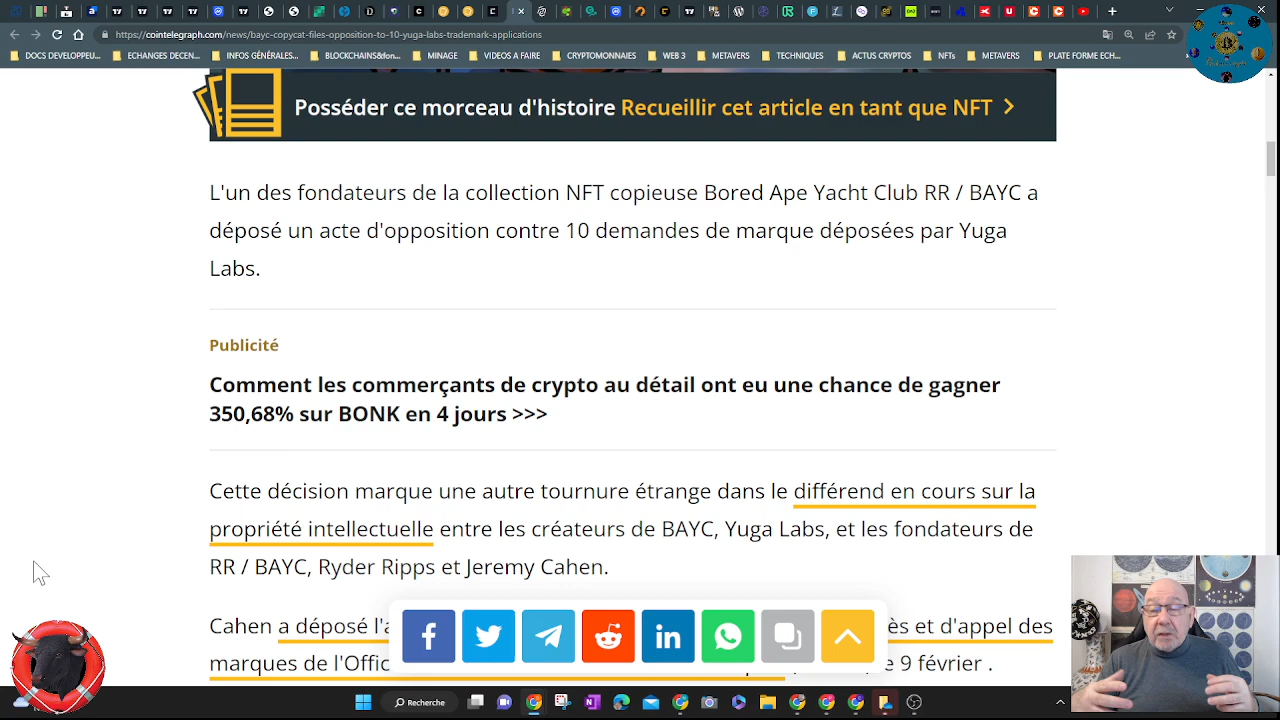 https://cointelegraph.com/news/bayc-copycat-files-opposition-to-10-yuga-labs-trademark-applications
DOCS DEVELOPPEU... ECHANGES DECEN... INFOS GÉNÉRALES... BLOCKCHAINS&fon... MINAGE VIDEOS A FAIRE CRYPTOMONNAIES WEB 3 METAVERS TECHNIQUES ACTUS CRYPTOS NFTs METAVERS PLATE FORME ECH...
Posséder ce morceau d'histoire Recueillir cet article en tant que NFT >
L'un des fondateurs de la collection NFT copieuse Bored Ape Yacht Club RR / BAYC a
déposé un acte d'opposition contre 10 demandes de marque déposées par Yuga
Labs.
Publicité
Comment les commerçants de crypto au détail ont eu une chance de gagner
350,68% sur BONK en 4 jours >>>
Cette décision marque une autre tournure étrange dans le différend en cours sur la
propriété intellectuelle entre les créateurs de BAYC, Yuga Labs, et les fondateurs de
RR / BAYC, Ryder Ripps et Jeremy Cahen.
Cahen a déposé l'a ès et d'appel des
marques de l'Offic e 9 février .
Recherche